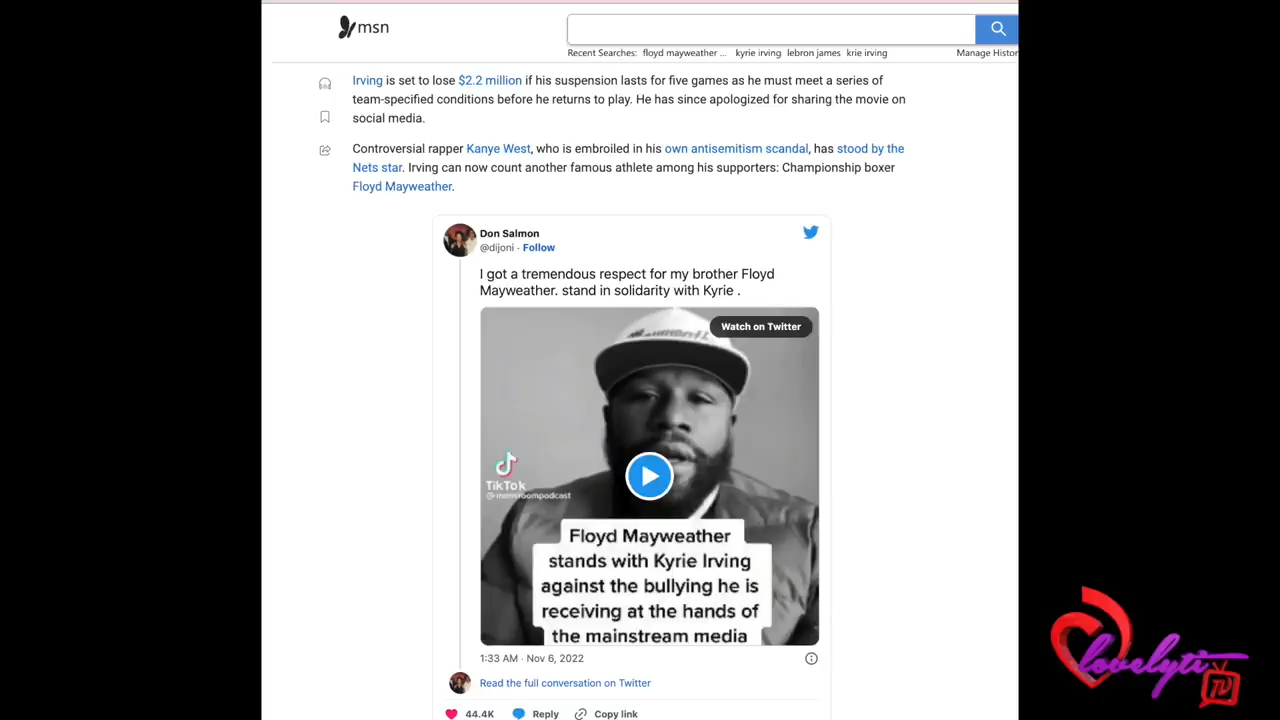 msn
Recent Searches: floyd mayweather ... kyrie irving lebron james krie irving Manage Histor
Irving is set to lose $2.2 million if his suspension lasts for five games as he must meet a series of
team-specified conditions before he returns to play. He has since apologized for sharing the movie on
social media.
Controversial rapper Kanye West, who is embroiled in his own antisemitism scandal, has stood by the
Nets star. Irving can now count another famous athlete among his supporters: Championship boxer
Floyd Mayweather.
Don Salmon
@dijoni · Follow
I got a tremendous respect for my brother Floyd
Mayweather. stand in solidarity with Kyrie .
Watch on Twitter
TikTok
Floyd Mayweather
stands with Kyrie Irving
against the bullying he is
receiving at the hands of
the mainstream media
1:33 AM · Nov 6, 2022
Read the full conversation on Twitter
44.4K Reply Copy link
lovelyti
TV